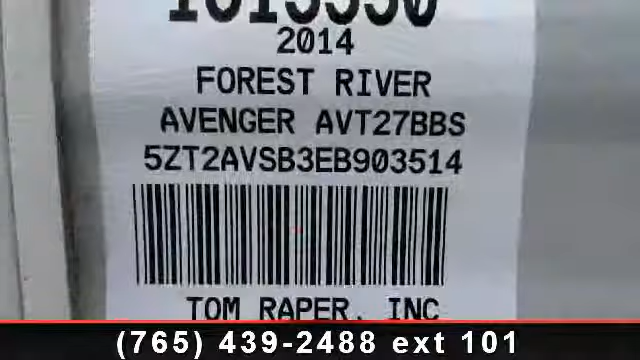 2014
FOREST RIVER
AVENGER AVT27BBS
5ZT2AVSB3EB903514
TOM RAPER, INC
(765) 439-2488 ext 101